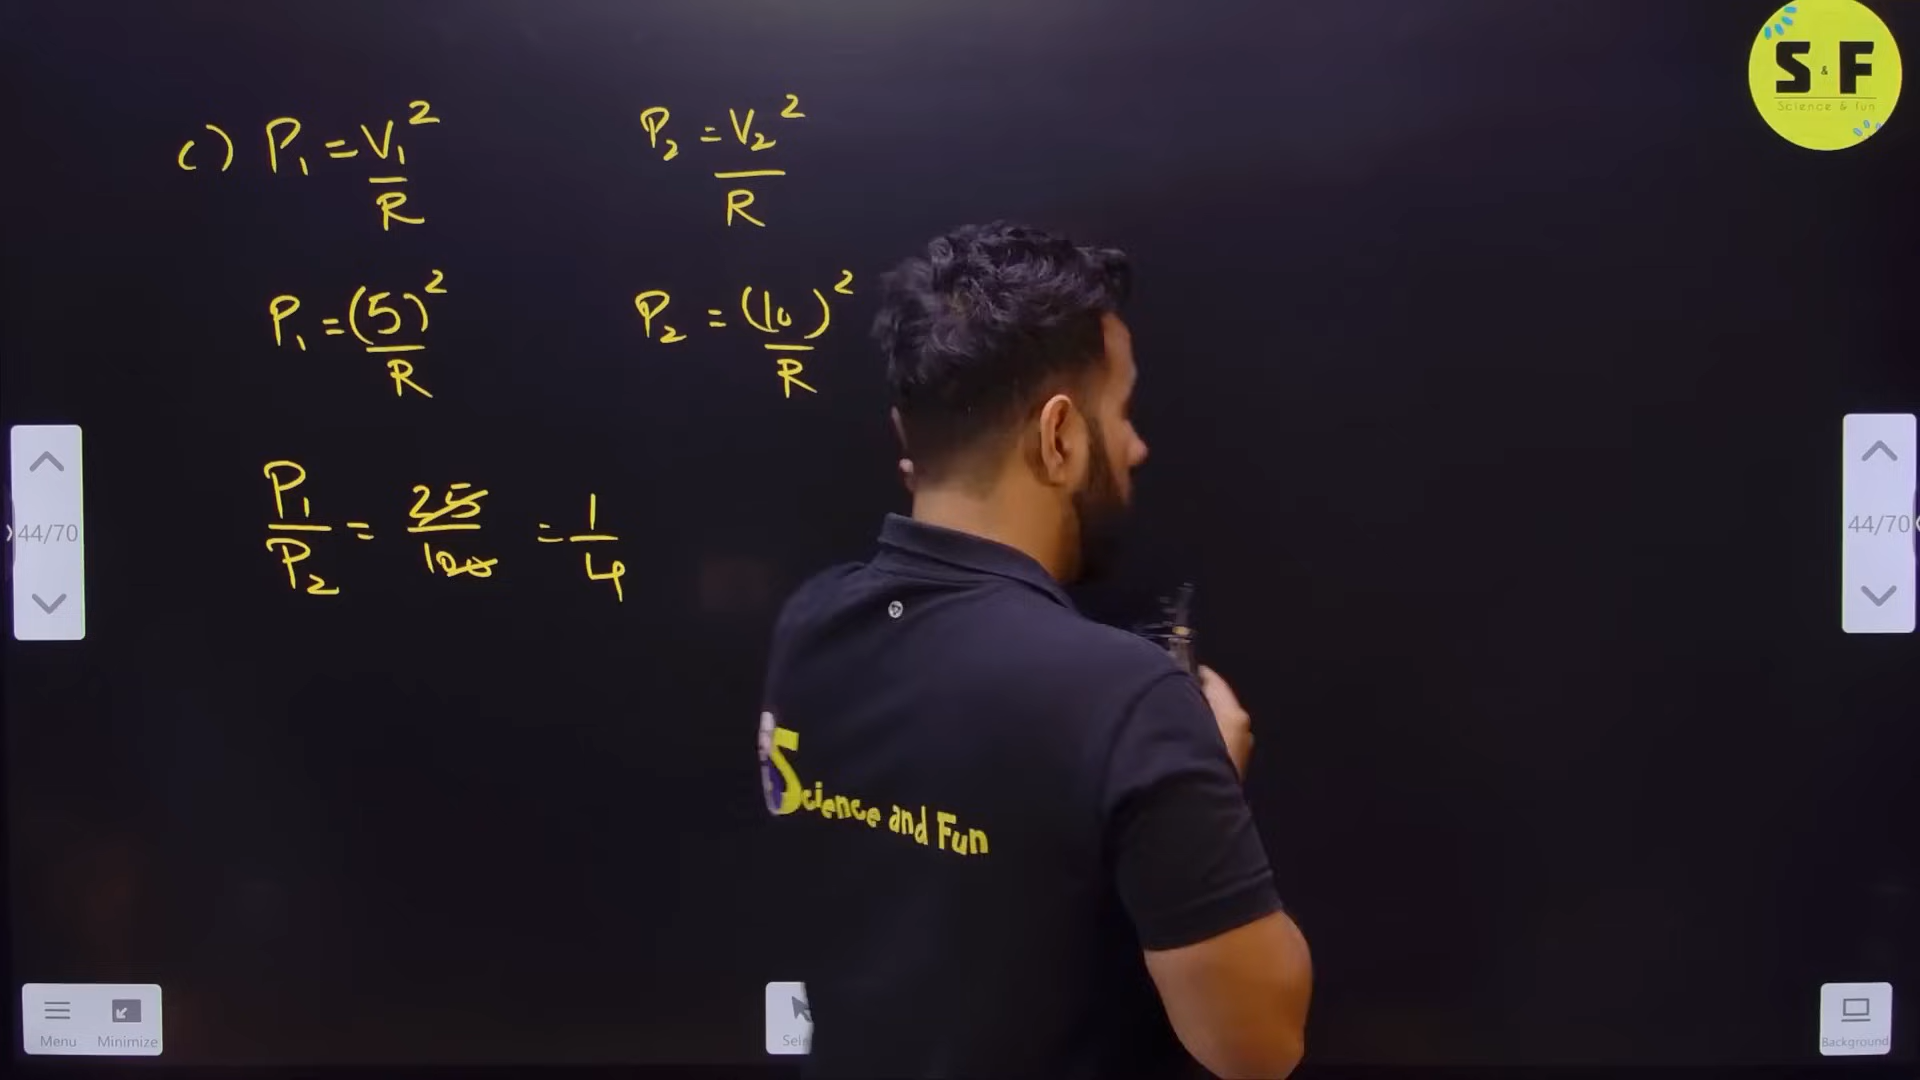 S & F
Science & fun
c) P₁ = V₁² / R
P₂ = V₂² / R
P₁ = (5)² / R
P₂ = (10)² / R
P₁ / P₂ = 25 / 100 = 1 / 4
44/70
44/70
Science and Fun
Menu
Minimize
Background